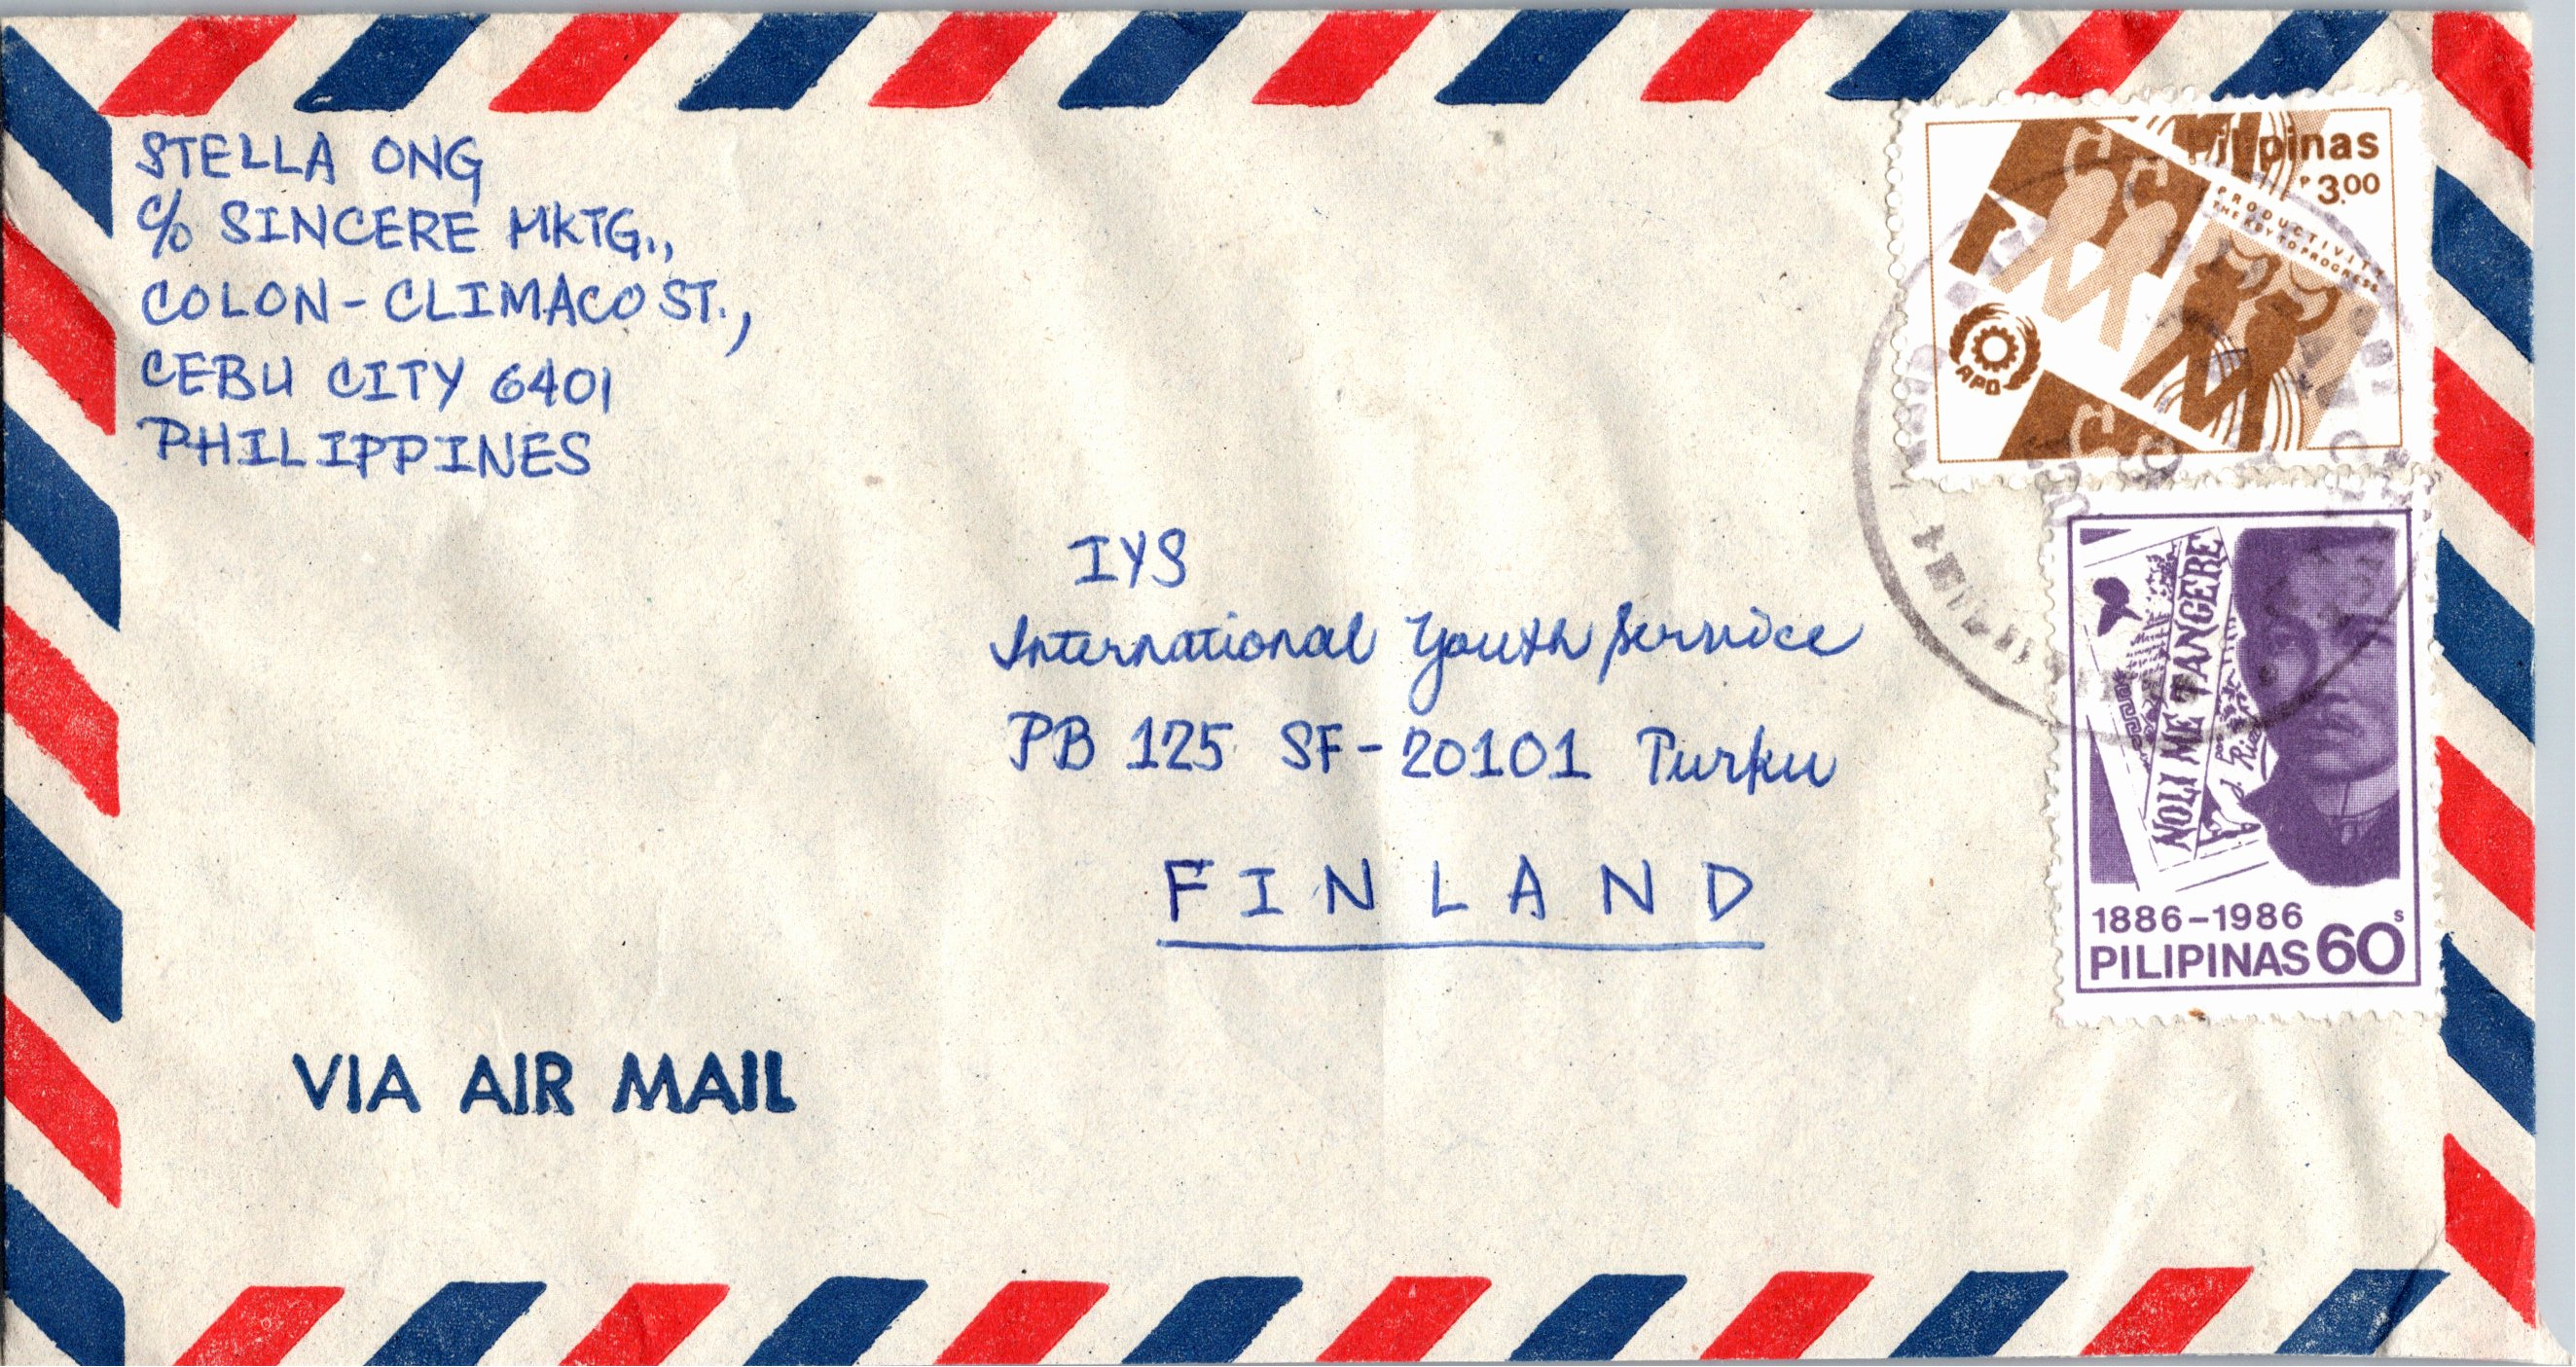 STELLA ONG
C/O SINCERE MKTG.,
COLON - CLIMACO ST.,
CEBU CITY 6401
PHILIPPINES
Pilipinas
P3.00
PRODUCTIVITY
THE KEY TO PROGRESS
APO
IYS
International Youth Service
PB 125 SF-20101 Turku
FINLAND
NOLI ME TANGERE
1886-1986
PILIPINAS 60s
VIA AIR MAIL